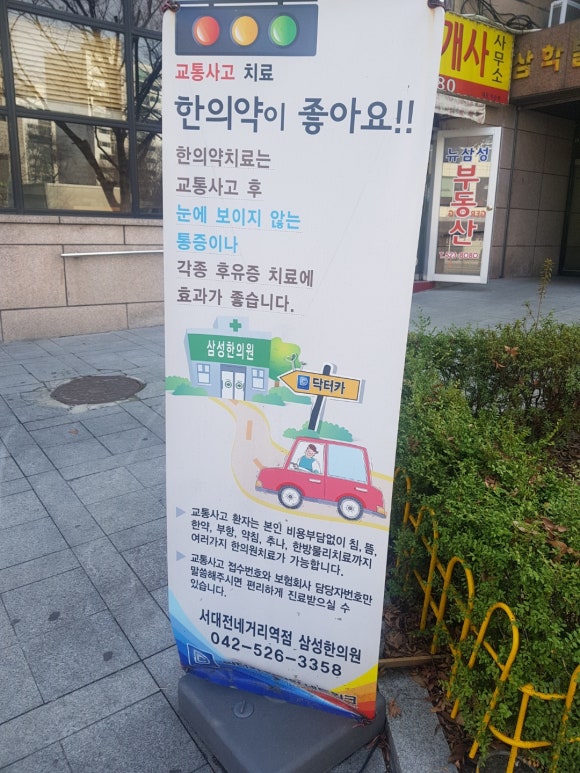 교통사고 치료
한의약이 좋아요!!
한의약치료는
교통사고 후
눈에 보이지 않는
통증이나
각종 후유증 치료에
효과가 좋습니다.
삼성한의원
닥터카
▶ 교통사고 환자는 본인 비용부담없이 침, 뜸,
한약, 부항, 약침, 추나, 한방물리치료까지
여러가지 한의원치료가 가능합니다.
▶ 교통사고 접수번호와 보험회사 담당자번호만
말씀해주시면 편리하게 진료받으실 수
있습니다.
서대전네거리역점 삼성한의원
042-526-3358
개사
사무소
80
삼학
뉴삼성
부동산